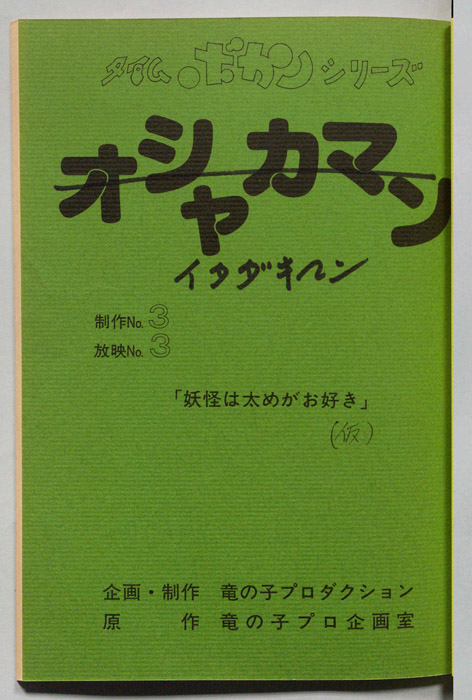 タイムボカンシリーズ
オシャカマン
イタダキマン
制作No. 3
放映No. 3
「妖怪は太めがお好き」
(仮)
企画・制作 竜の子プロダクション
原 作 竜の子プロ企画室